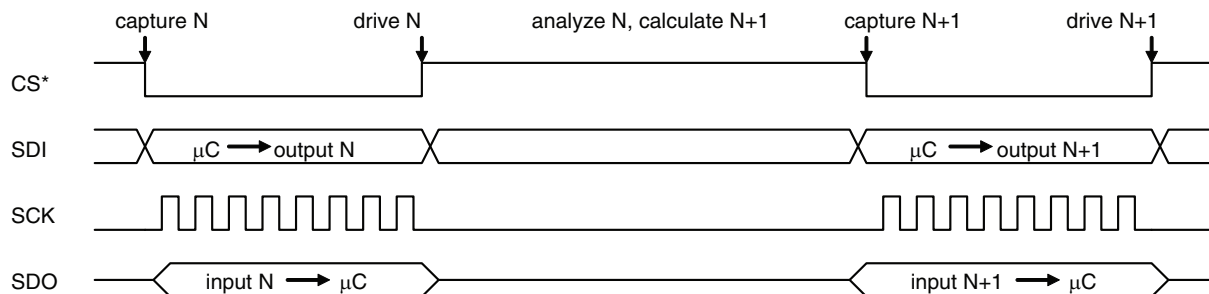 capture N drive N analyze N, calculate N+1 capture N+1 drive N+1
CS*
SDI μC → output N μC → output N+1
SCK
SDO input N → μC input N+1 → μC